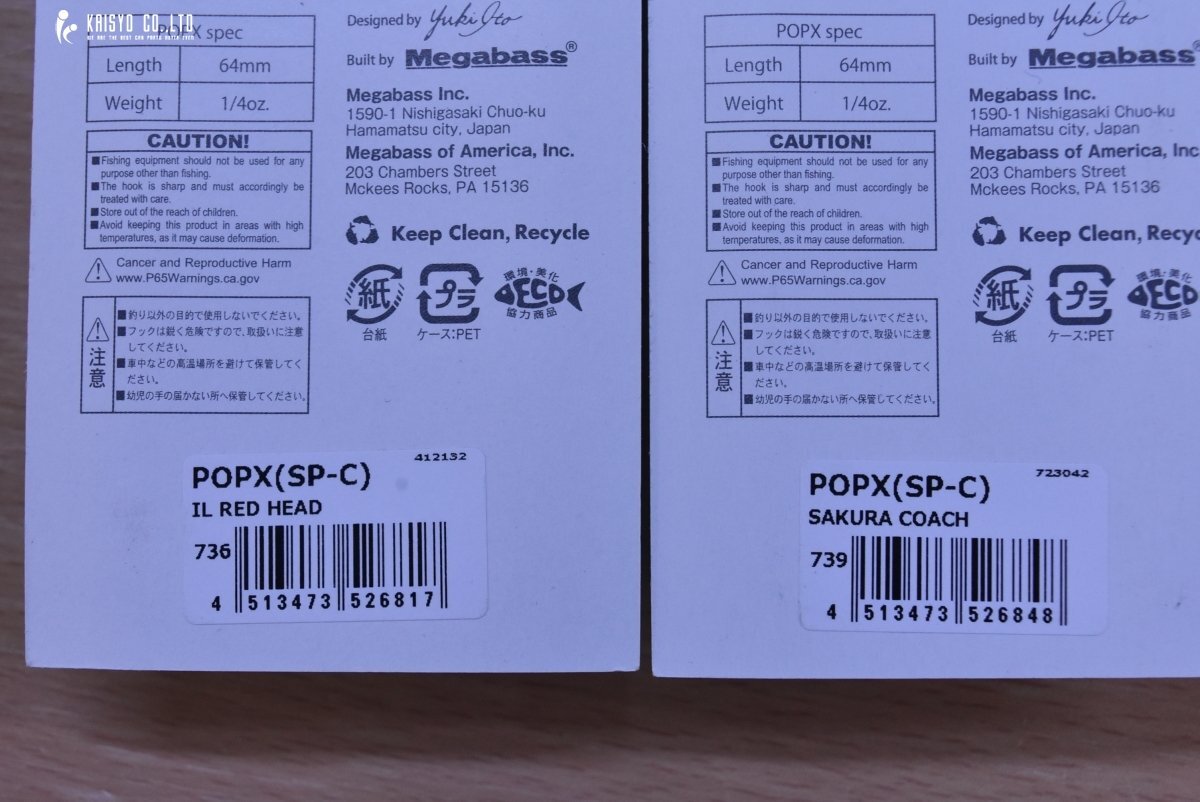 KRISYO CO.,LTD
WE ARE THE BEST CAR PARTS BUYER EVER
POPX spec
Length 64mm
Weight 1/4oz.
CAUTION!
■Fishing equipment should not be used for any
purpose other than fishing.
■The hook is sharp and must accordingly be
treated with care.
■Store out of the reach of children.
■Avoid keeping this product in areas with high
temperatures, as it may cause deformation.
Cancer and Reproductive Harm
www.P65Warnings.ca.gov
注意
■釣り以外の目的で使用しないでください。
■フックは鋭く危険ですので、取扱いに注意
してください。
■車中などの高温場所を避けて保管してく
ださい。
■幼児の手の届かない所へ保管してください。
Designed by Yuki Ito
Built by Megabass®
Megabass Inc.
1590-1 Nishigasaki Chuo-ku
Hamamatsu city, Japan
Megabass of America, Inc.
203 Chambers Street
Mckees Rocks, PA 15136
Keep Clean, Recycle
紙
台紙
プラ
ケース:PET
環境・美化
ECO
協力商品
412132
POPX(SP-C)
IL RED HEAD
736
4 513473 526817
POPX spec
Length 64mm
Weight 1/4oz.
CAUTION!
■Fishing equipment should not be used for any
purpose other than fishing.
■The hook is sharp and must accordingly be
treated with care.
■Store out of the reach of children.
■Avoid keeping this product in areas with high
temperatures, as it may cause deformation.
Cancer and Reproductive Harm
www.P65Warnings.ca.gov
注意
■釣り以外の目的で使用しないでください。
■フックは鋭く危険ですので、取扱いに注意
してください。
■車中などの高温場所を避けて保管してく
ださい。
■幼児の手の届かない所へ保管してください。
Designed by Yuki Ito
Built by Megabass
Megabass Inc.
1590-1 Nishigasaki Chuo-ku
Hamamatsu city, Japan
Megabass of America, Inc
203 Chambers Street
Mckees Rocks, PA 15136
Keep Clean, Recyc
紙
台紙
プラ
ケース:PET
環境・美化
ECO
協力商品
723042
POPX(SP-C)
SAKURA COACH
739
4 513473 526848